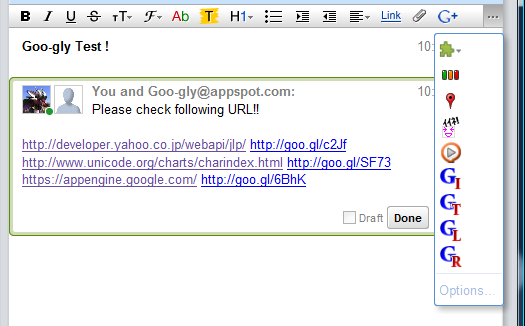 B I U S тT F Ab T H1 Link G+ ...
Goo-gly Test !
10:
You and Goo-gly@appspot.com:
10:
Please check following URL!!
http://developer.yahoo.co.jp/webapi/jlp/ http://goo.gl/c2Jf
http://www.unicode.org/charts/charindex.html http://goo.gl/SF73
https://appengine.google.com/ http://goo.gl/6BhK
Draft Done
GI
GT
GL
GR
Options...